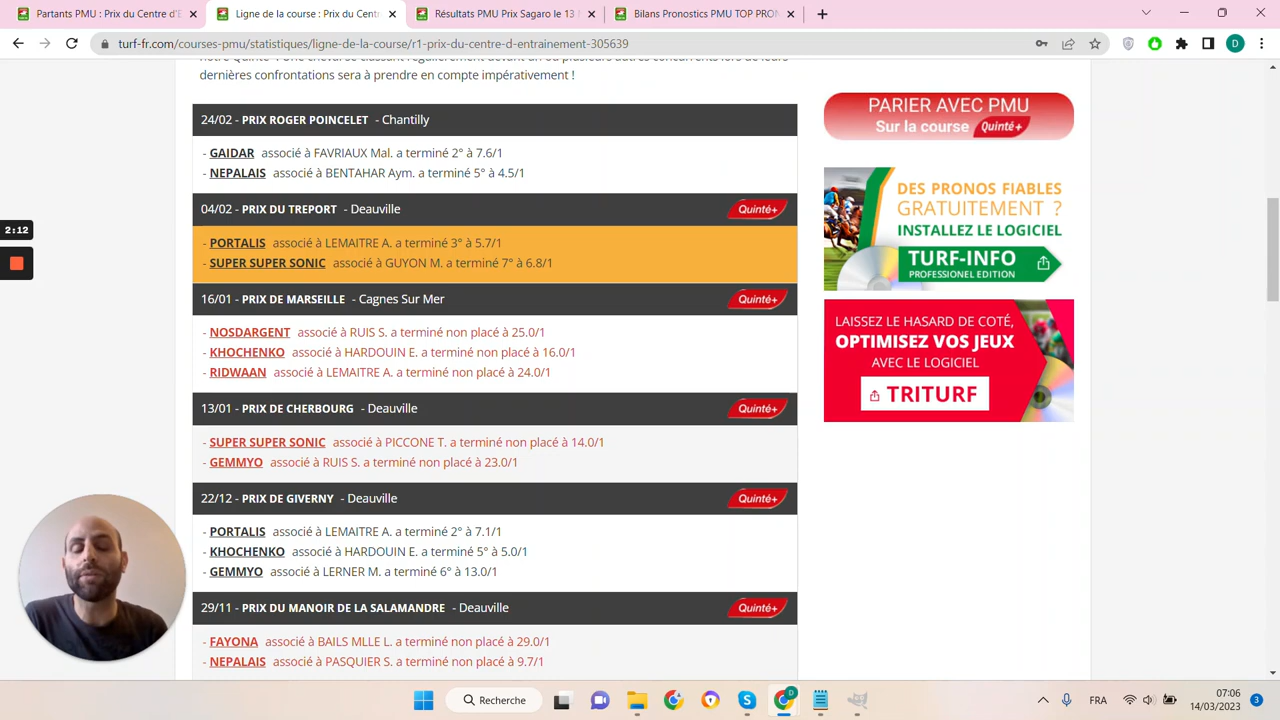 Partants : Prix du Centre d'E
Ligne de la course : Prix du Cent
Résultats PMU Prix Sagaro le 13
Bilans Pronostics PMU TOP PRON
turf-fr.com/courses-pmu/statistiques/ligne-de-la-course/r1-prix-du-centre-d-entrainement-305639
D
dernières confrontations sera à prendre en compte impérativement !
24/02 - PRIX ROGER POINCELET - Chantilly
- GAIDAR associé à FAVRIAUX Mal. a terminé 2° à 7.6/1
- NEPALAIS associé à BENTAHAR Aym. a terminé 5° à 4.5/1
04/02 - PRIX DU TREPORT - Deauville
Quinté+
- PORTALIS associé à LEMAITRE A. a terminé 3° à 5.7/1
- SUPER SUPER SONIC associé à GUYON M. a terminé 7° à 6.8/1
16/01 - PRIX DE MARSEILLE - Cagnes Sur Mer
Quinté+
- NOSDARGENT associé à RUIS S. a terminé non placé à 25.0/1
- KHOCHENKO associé à HARDOUIN E. a terminé non placé à 16.0/1
- RIDWAAN associé à LEMAITRE A. a terminé non placé à 24.0/1
13/01 - PRIX DE CHERBOURG - Deauville
Quinté+
- SUPER SUPER SONIC associé à PICCONE T. a terminé non placé à 14.0/1
- GEMMYO associé à RUIS S. a terminé non placé à 23.0/1
22/12 - PRIX DE GIVERNY - Deauville
Quinté+
- PORTALIS associé à LEMAITRE A. a terminé 2° à 7.1/1
- KHOCHENKO associé à HARDOUIN E. a terminé 5° à 5.0/1
- GEMMYO associé à LERNER M. a terminé 6° à 13.0/1
29/11 - PRIX DU MANOIR DE LA SALAMANDRE - Deauville
Quinté+
- FAYONA associé à BAILS MLLE L. a terminé non placé à 29.0/1
- NEPALAIS associé à PASQUIER S. a terminé non placé à 9.7/1
PARIER AVEC PMU
Sur la course Quinté+
DES PRONOS FIABLES
GRATUITEMENT ?
INSTALLEZ LE LOGICIEL
TURF-INFO
PROFESSIONEL EDITION
LAISSEZ LE HASARD DE COTÉ,
OPTIMISEZ VOS JEUX
AVEC LE LOGICIEL
TRITURF
2:12
Recherche
D
FRA
07:06
14/03/2023
3